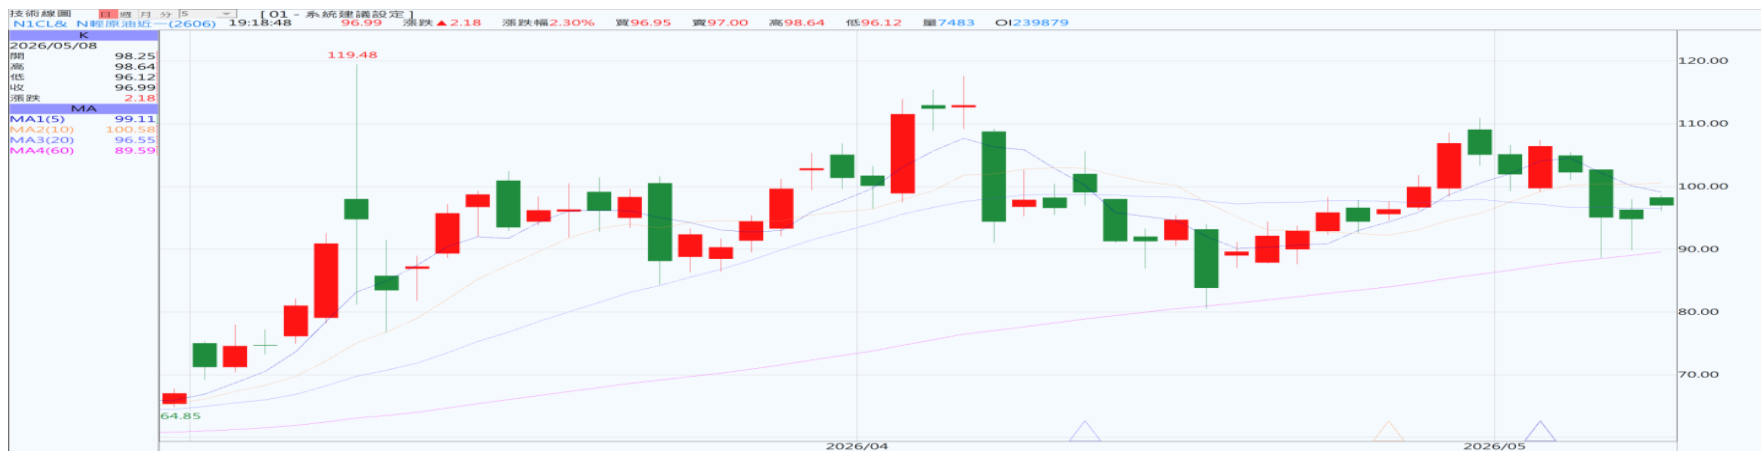 技術線圖 日 週 月 分 5 [ 01 - 系統建議設定 ]
N1CL& N輕原油近一(2606) 19:18:48 96.99 漲跌▲2.18 漲跌幅2.30% 買96.95 賣97.00 高98.64 低96.12 量7483 OI239879
K
2026/05/08
開 98.25
高 98.64
低 96.12
收 96.99
漲跌 2.18
MA
MA1(5) 99.11
MA2(10) 100.58
MA3(20) 96.55
MA4(60) 89.59
119.48
64.85
120.00
110.00
100.00
90.00
80.00
70.00
2026/04
2026/05